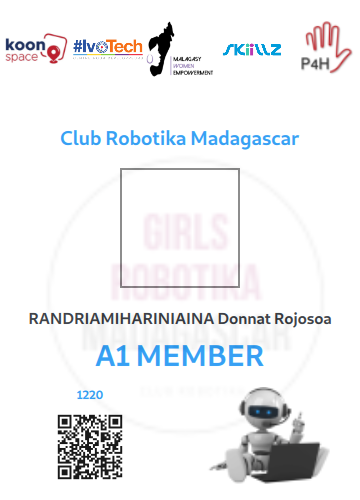 koon
space
#IvoTech
MALAGASY
WOMEN
EMPOWERMENT
SKillZ
P4H
Club Robotika Madagascar
GIRLS
ROBOTIKA
MADAGASCAR
RANDRIAMIHARINIAINA Donnat Rojosoa
A1 MEMBER
1220